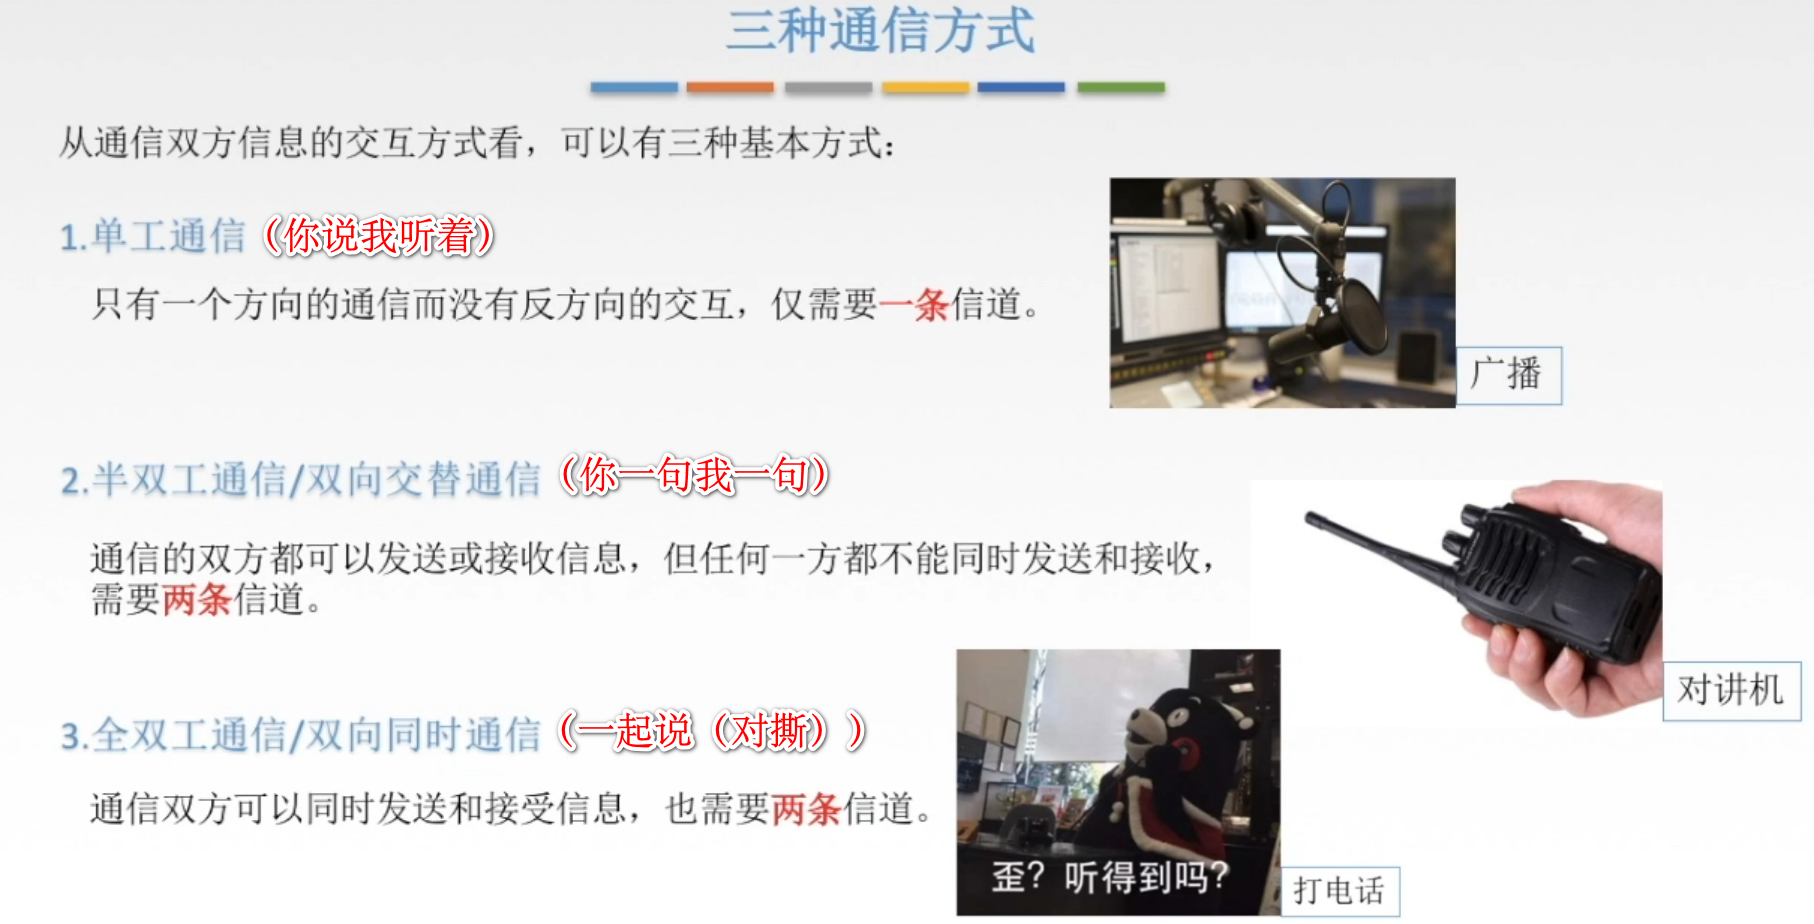 三种通信方式
从通信双方信息的交互方式看，可以有三种基本方式：
1.单工通信（你说我听着）
只有一个方向的通信而没有反方向的交互，仅需要一条信道。
广播
2.半双工通信/双向交替通信（你一句我一句）
通信的双方都可以发送或接收信息，但任何一方都不能同时发送和接收，
需要两条信道。
对讲机
3.全双工通信/双向同时通信（一起说（对撕））
通信双方可以同时发送和接受信息，也需要两条信道。
歪？听得到吗？
打电话